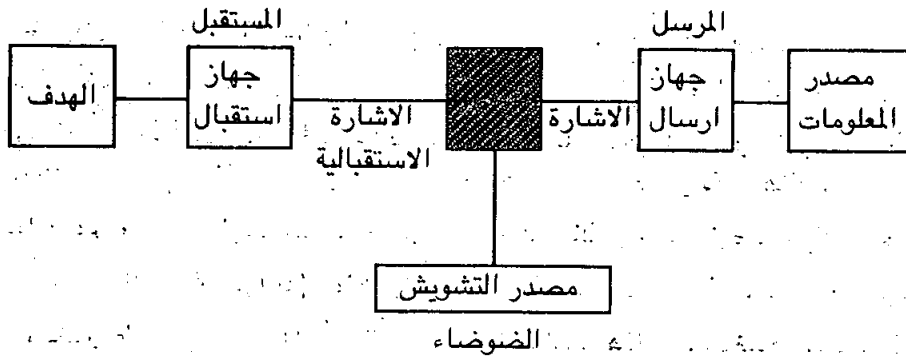 المرسل
المستقبل
مصدر
المعلومات
جهاز
ارسال
الاشارة
الاشارة
الاستقبالية
جهاز
استقبال
الهدف
مصدر التشويش
الضوضاء